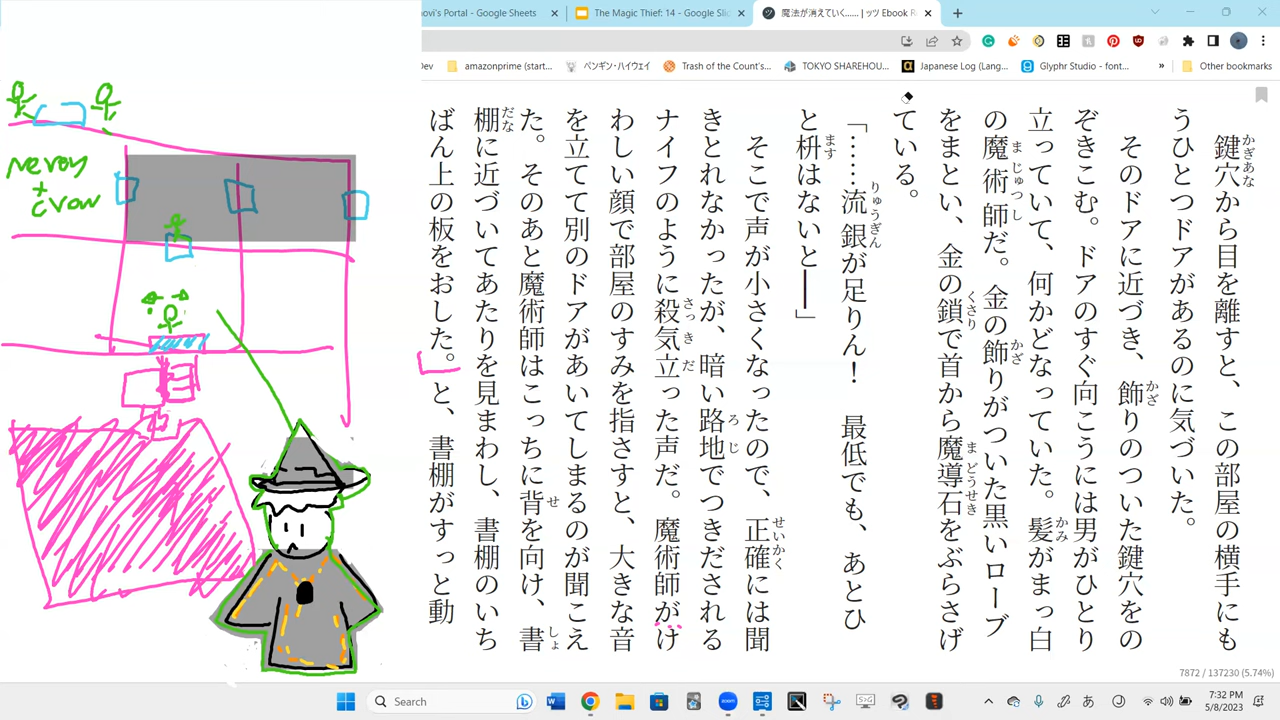 ovi's Portal - Google Sheets
The Magic Thief: 14 - Google Slid
魔法が消えていく...... | ッツ Ebook Re
Dev
amazonprime (start...
ペンギン・ハイウェイ
Trash of the Count's...
TOKYO SHAREHOU...
Japanese Log (Lang...
Glyphr Studio - font...
Other bookmarks
鍵穴から目を離すと、この部屋の横手にも
うひとつドアがあるのに気づいた。
そのドアに近づき、飾りのついた鍵穴をの
ぞきこむ。ドアのすぐ向こうには男がひとり
立っていて、何かどなっていた。髪がまっ白
の魔術師だ。金の飾りがついた黒いローブ
をまとい、金の鎖で首から魔導石をぶらさげ
ている。
「……流銀が足りん！　最低でも、あとひ
と枡はないと――」
そこで声が小さくなったので、正確には聞
きとれなかったが、暗い路地でつきだされる
ナイフのように殺気立った声だ。魔術師がけ
わしい顔で部屋のすみを指さすと、大きな音
を立てて別のドアがあいてしまるのが聞こえ
た。そのあと魔術師はこっちに背を向け、書
棚に近づいてあたりを見まわし、書棚のいち
ばん上の板をおした。と、書棚がすっと動
7872 / 137230 (5.74%)
Nevery
+
Crow
Search
7:32 PM
5/8/2023